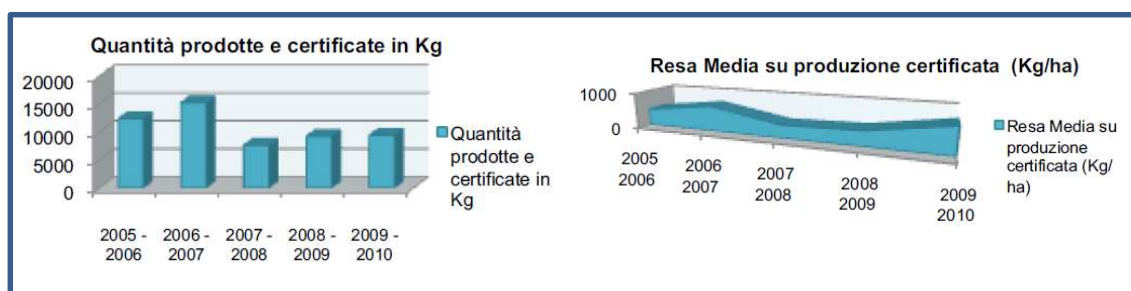 Quantità prodotte e certificate in Kg
20000
15000
10000
5000
0
2005 -
2006
2006 -
2007
2007 -
2008
2008 -
2009
2009 -
2010
Quantità
prodotte e
certificate in
Kg
Resa Media su produzione certificata (Kg/ha)
1000
0
2005
2006
2006
2007
2007
2008
2008
2009
2009
2010
Resa Media su
produzione
certificata (Kg/
ha)